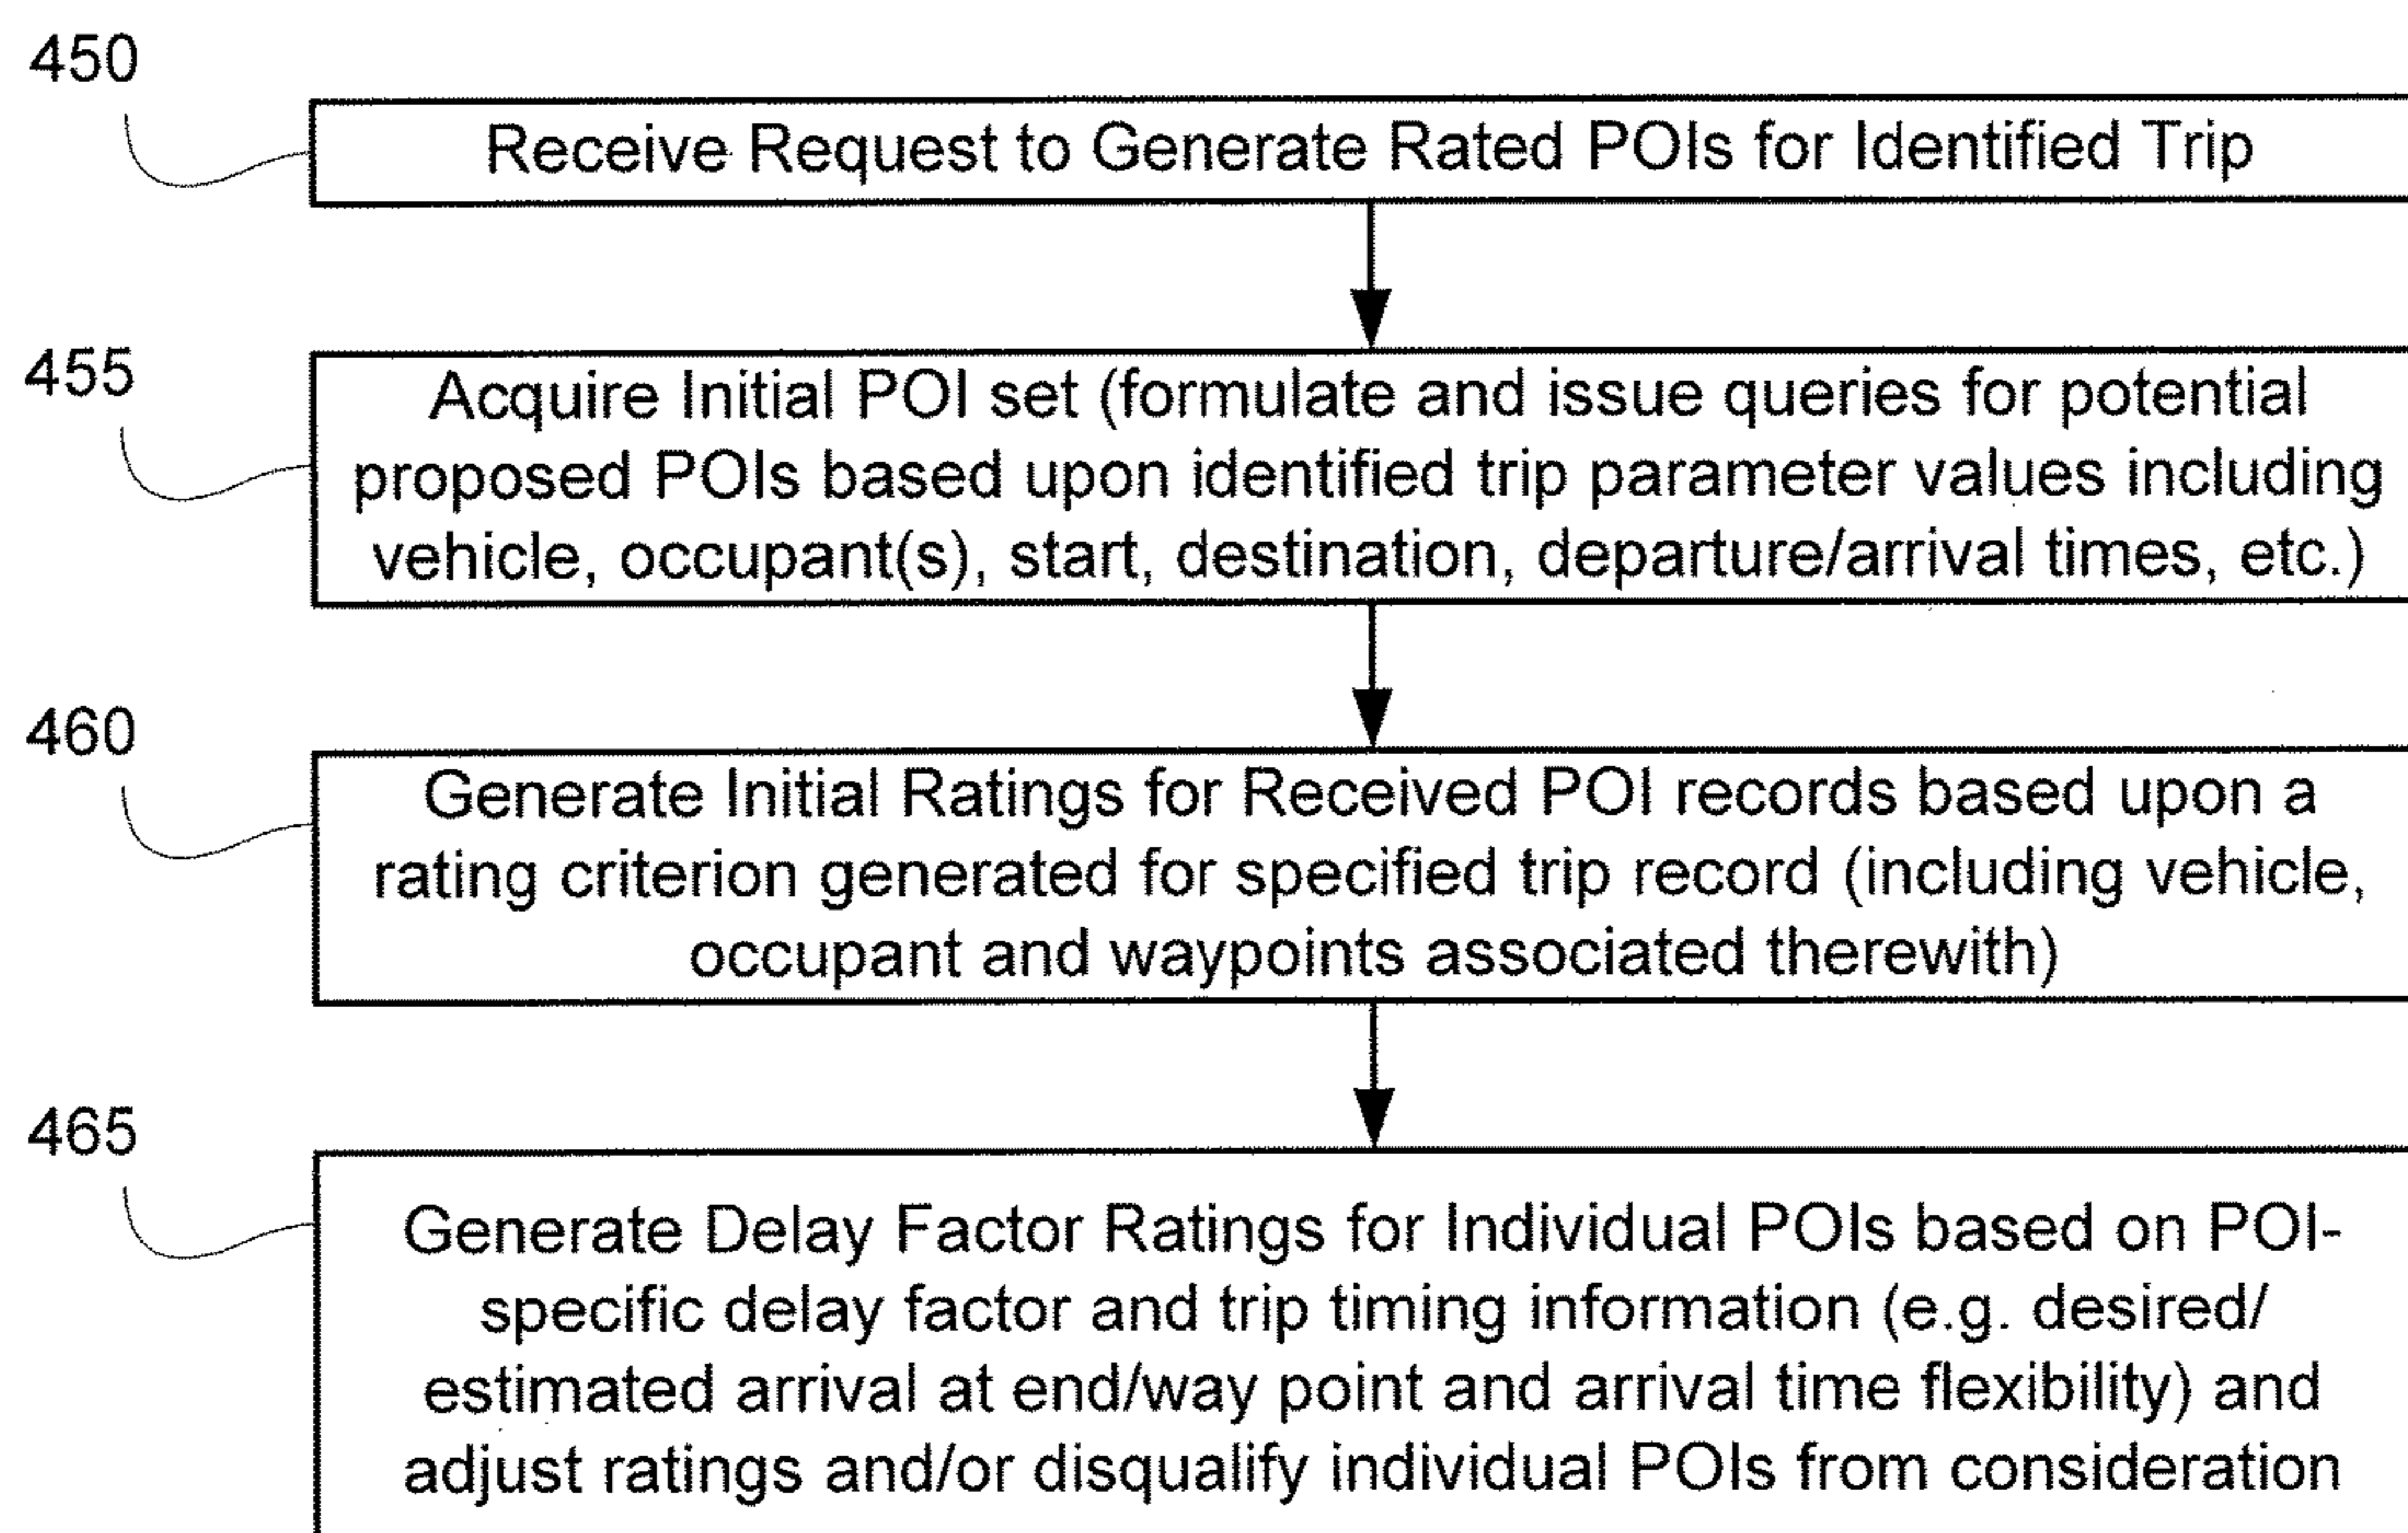 450
Receive Request to Generate Rated POIs for Identified Trip
455
Acquire Initial POI set (formulate and issue queries for potential
proposed POIs based upon identified trip parameter values including
vehicle, occupant(s), start, destination, departure/arrival times, etc.)
460
Generate Initial Ratings for Received POI records based upon a
rating criterion generated for specified trip record (including vehicle,
occupant and waypoints associated therewith)
465
Generate Delay Factor Ratings for Individual POIs based on POI-
specific delay factor and trip timing information (e.g. desired/
estimated arrival at end/way point and arrival time flexibility) and
adjust ratings and/or disqualify individual POIs from consideration